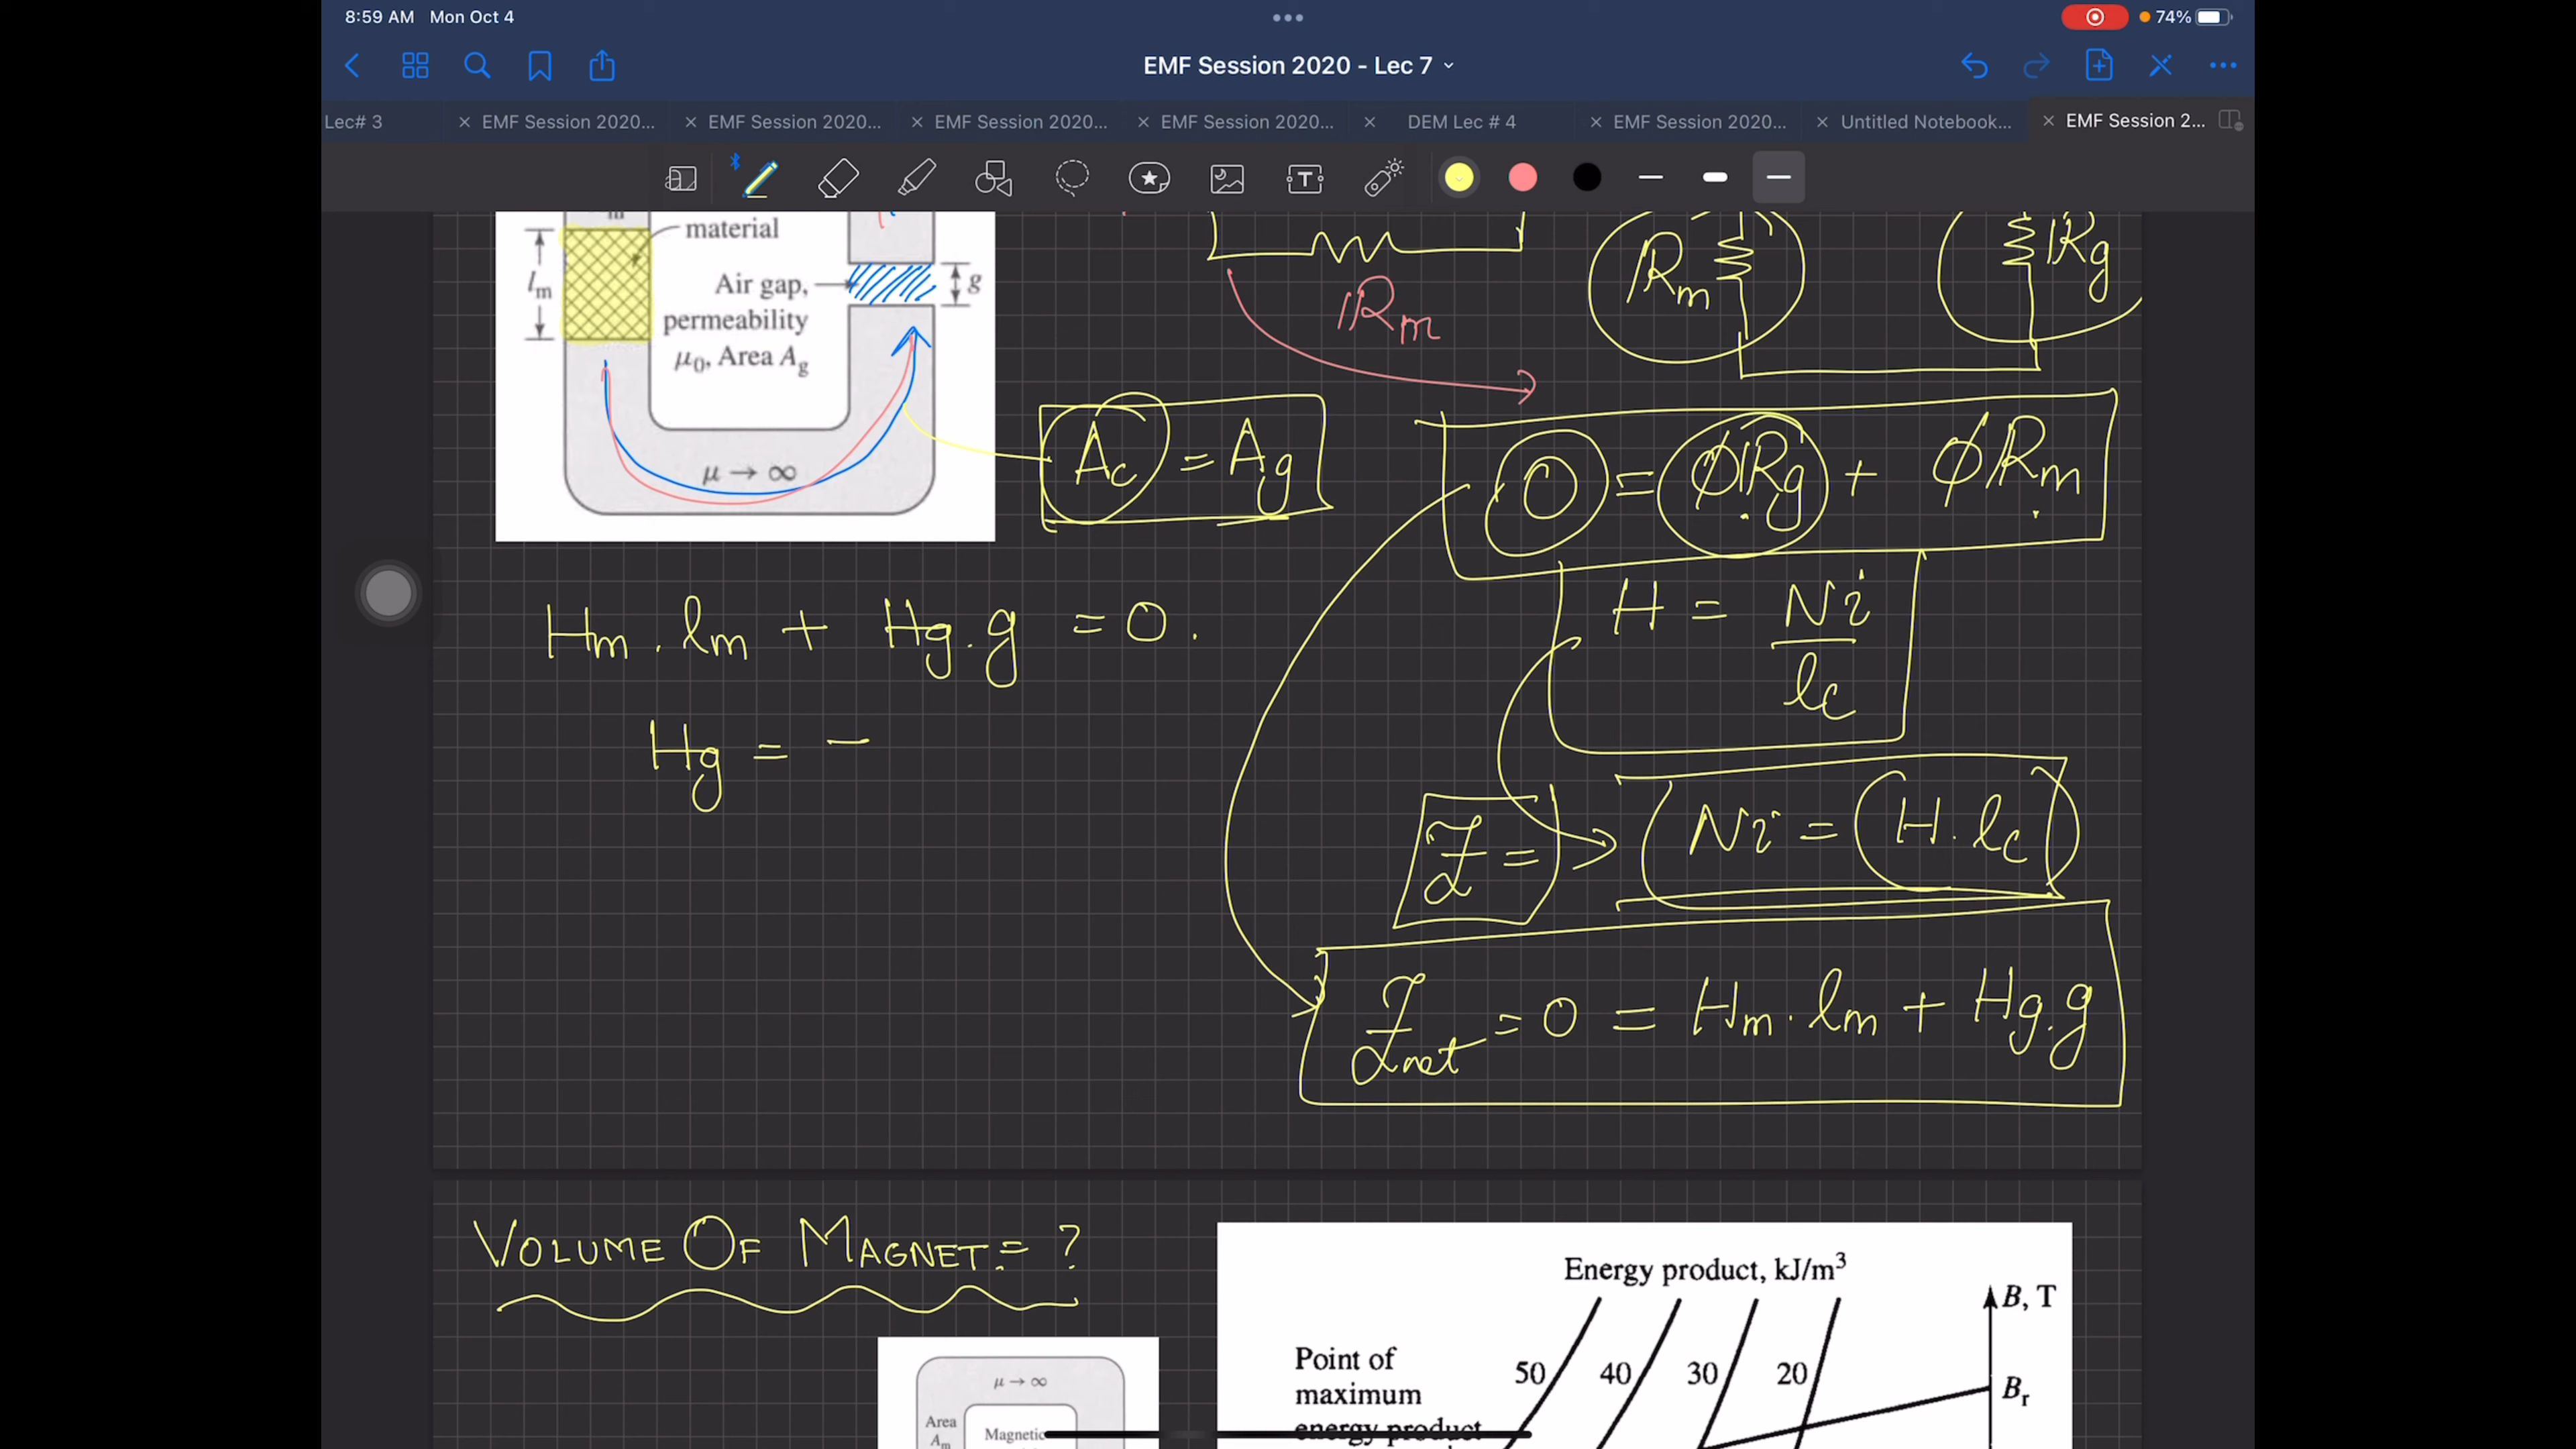 8:59 AM Mon Oct 4
74%
EMF Session 2020 - Lec 7
Lec# 3
EMF Session 2020...
EMF Session 2020...
EMF Session 2020...
EMF Session 2020...
DEM Lec # 4
EMF Session 2020...
Untitled Notebook...
EMF Session 2...
m
material
lm
Air gap,
g
permeability
μ0, Area Ag
μ → ∞
Rm
Rm
Rg
Ac = Ag
0 = ϕRg + ϕRm
H = Ni / lc
Hm . lm + Hg . g = 0 .
Hg = –
F =
Ni = H . lc
Fnet = 0 = Hm . lm + Hg . g
VOLUME OF MAGNET = ?
Energy product, kJ/m³
B, T
Point of
maximum
energy product
50
40
30
20
Br
μ → ∞
Area
Am
Magnetic